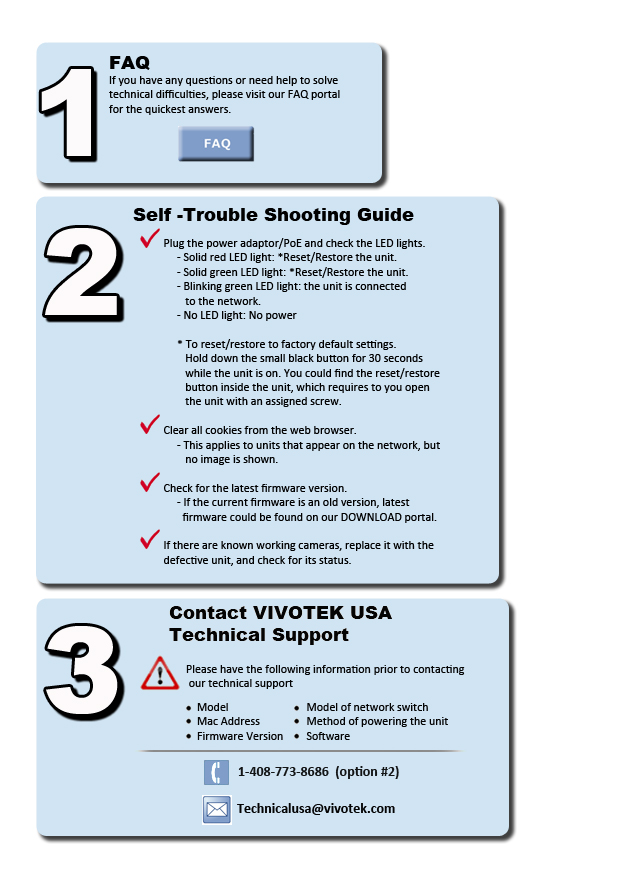 1
FAQ
If you have any questions or need help to solve
technical difficulties, please visit our FAQ portal
for the quickest answers.
FAQ
2
Self -Trouble Shooting Guide
Plug the power adaptor/PoE and check the LED lights.
- Solid red LED light: *Reset/Restore the unit.
- Solid green LED light: *Reset/Restore the unit.
- Blinking green LED light: the unit is connected
to the network.
- No LED light: No power
* To reset/restore to factory default settings.
Hold down the small black button for 30 seconds
while the unit is on. You could find the reset/restore
button inside the unit, which requires to you open
the unit with an assigned screw.
Clear all cookies from the web browser.
- This applies to units that appear on the network, but
no image is shown.
Check for the latest firmware version.
- If the current firmware is an old version, latest
firmware could be found on our DOWNLOAD portal.
If there are known working cameras, replace it with the
defective unit, and check for its status.
3
Contact VIVOTEK USA
Technical Support
Please have the following information prior to contacting
our technical support
• Model • Model of network switch
• Mac Address • Method of powering the unit
• Firmware Version • Software
1-408-773-8686 (option #2)
Technicalusa@vivotek.com